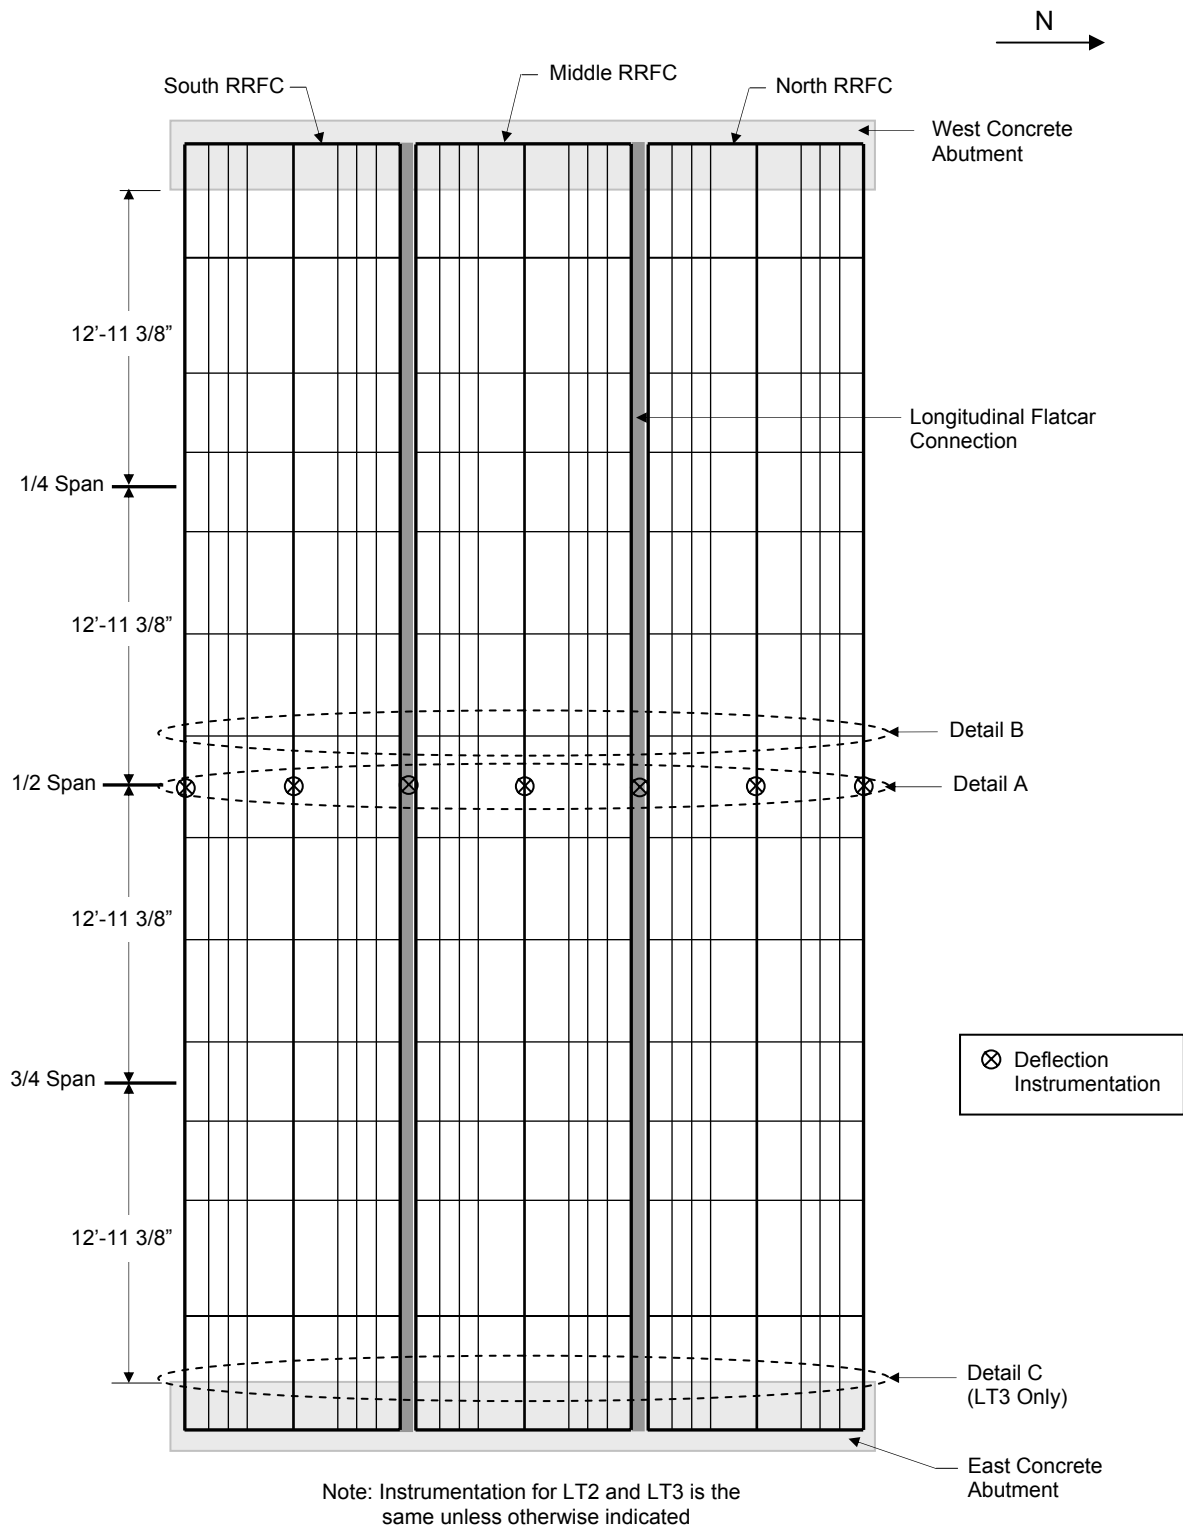 N
South RRFC
Middle RRFC
North RRFC
West Concrete
Abutment
12’-11 3/8”
Longitudinal Flatcar
Connection
1/4 Span
12’-11 3/8”
Detail B
1/2 Span
Detail A
12’-11 3/8”
Deflection
Instrumentation
3/4 Span
12’-11 3/8”
Detail C
(LT3 Only)
East Concrete
Abutment
Note: Instrumentation for LT2 and LT3 is the
same unless otherwise indicated